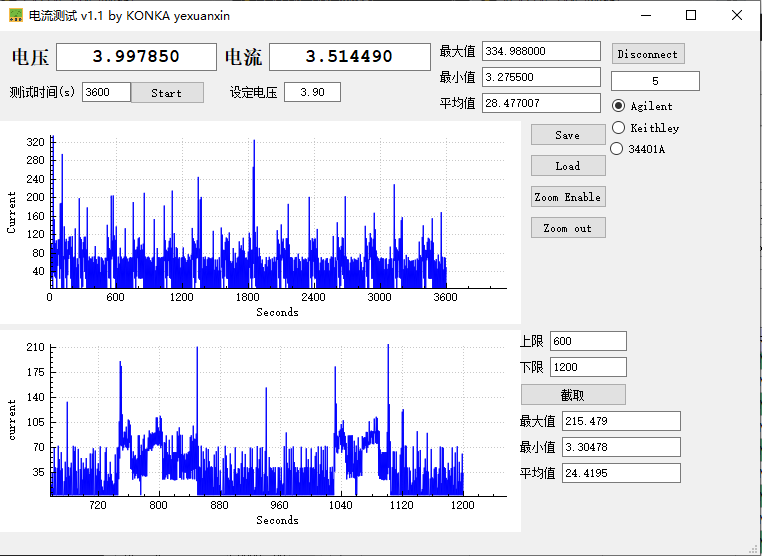 电流测试 v1.1 by KONKA yexuanxin
电压 3.997850 电流 3.514490
测试时间(s) 3600 Start 设定电压 3.90
最大值 334.988000
最小值 3.275500
平均值 28.477007
Disconnect
5
Agilent
Keithley
34401A
Save
Load
Zoom Enable
Zoom out
Current
320
280
240
200
160
120
80
40
0 600 1200 1800 2400 3000 3600
Seconds
current
210
175
140
105
70
35
720 800 880 960 1040 1120 1200
Seconds
上限 600
下限 1200
截取
最大值 215.479
最小值 3.30478
平均值 24.4195